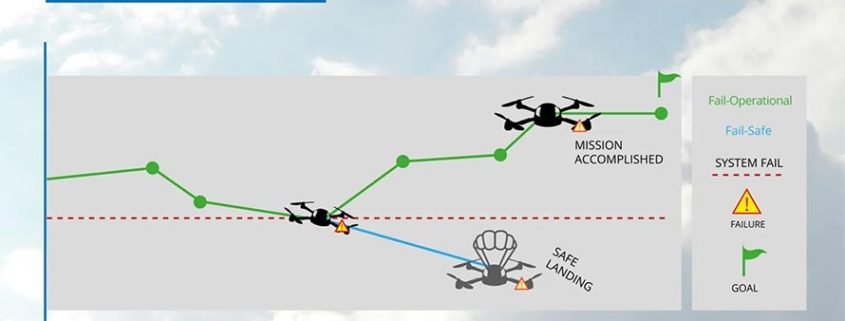 MISSION
ACCOMPLISHED
SAFE
LANDING
Fail-Operational
Fail-Safe
SYSTEM FAIL
FAILURE
GOAL